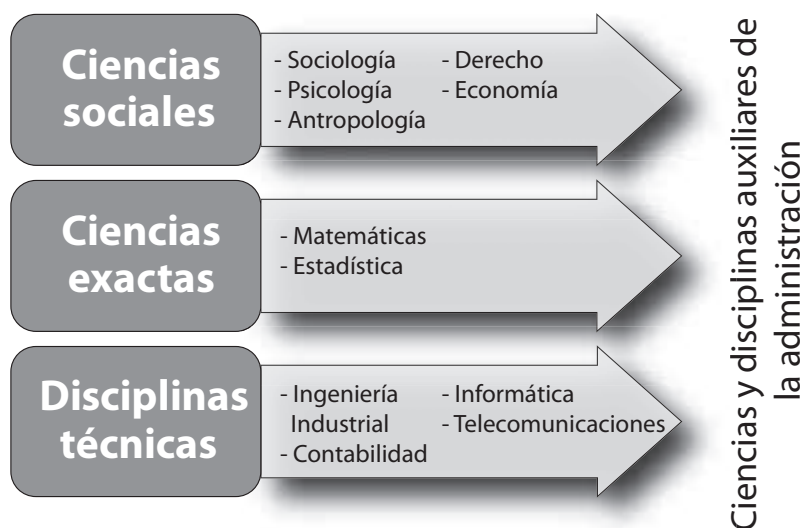 Ciencias
sociales
- Sociología
- Psicología
- Antropología
- Derecho
- Economía
Ciencias
exactas
- Matemáticas
- Estadística
Disciplinas
técnicas
- Ingeniería
Industrial
- Contabilidad
- Informática
- Telecomunicaciones
Ciencias y disciplinas auxiliares de
la administración